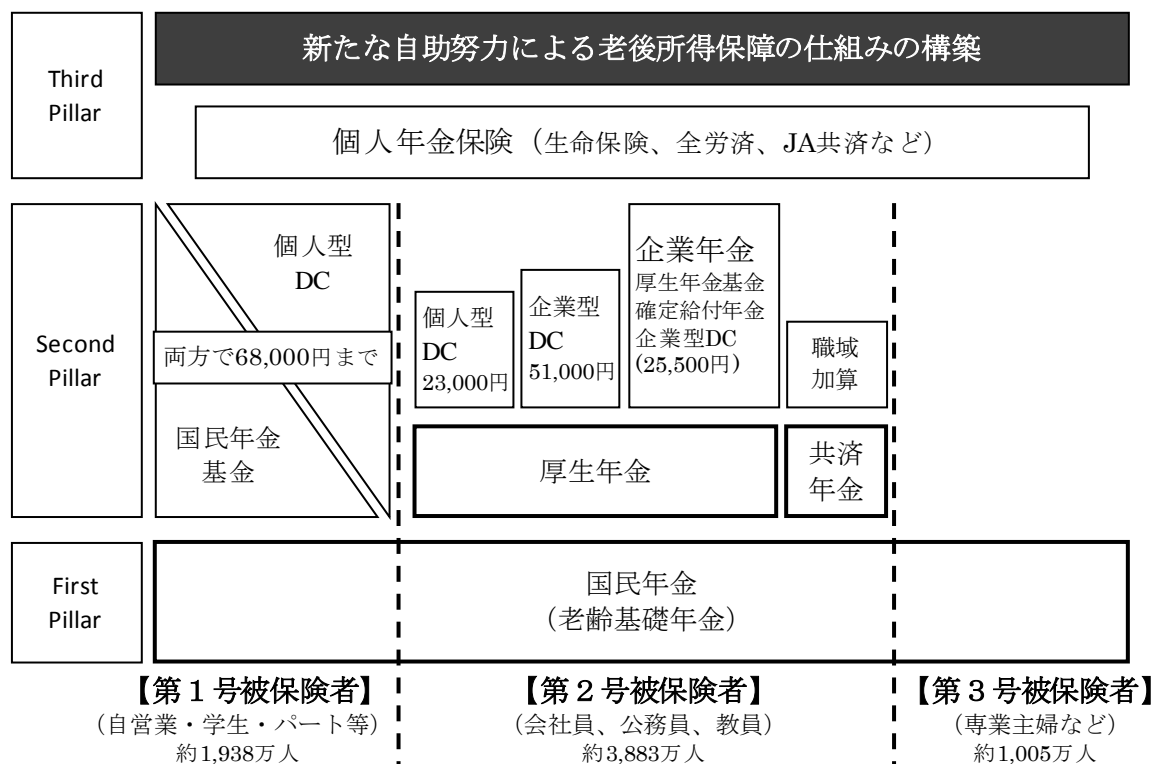 Third
Pillar
新たな自助努力による老後所得保障の仕組みの構築
個人年金保険（生命保険、全労済、JA共済など）
Second
Pillar
個人型
DC
両方で68,000円まで
国民年金
基金
個人型
DC
23,000円
企業型
DC
51,000円
企業年金
厚生年金基金
確定給付年金
企業型DC
(25,500円)
職域
加算
厚生年金
共済
年金
First
Pillar
国民年金
（老齢基礎年金）
【第１号被保険者】
（自営業・学生・パート等）
約1,938万人
【第２号被保険者】
（会社員、公務員、教員）
約3,883万人
【第３号被保険者】
（専業主婦など）
約1,005万人